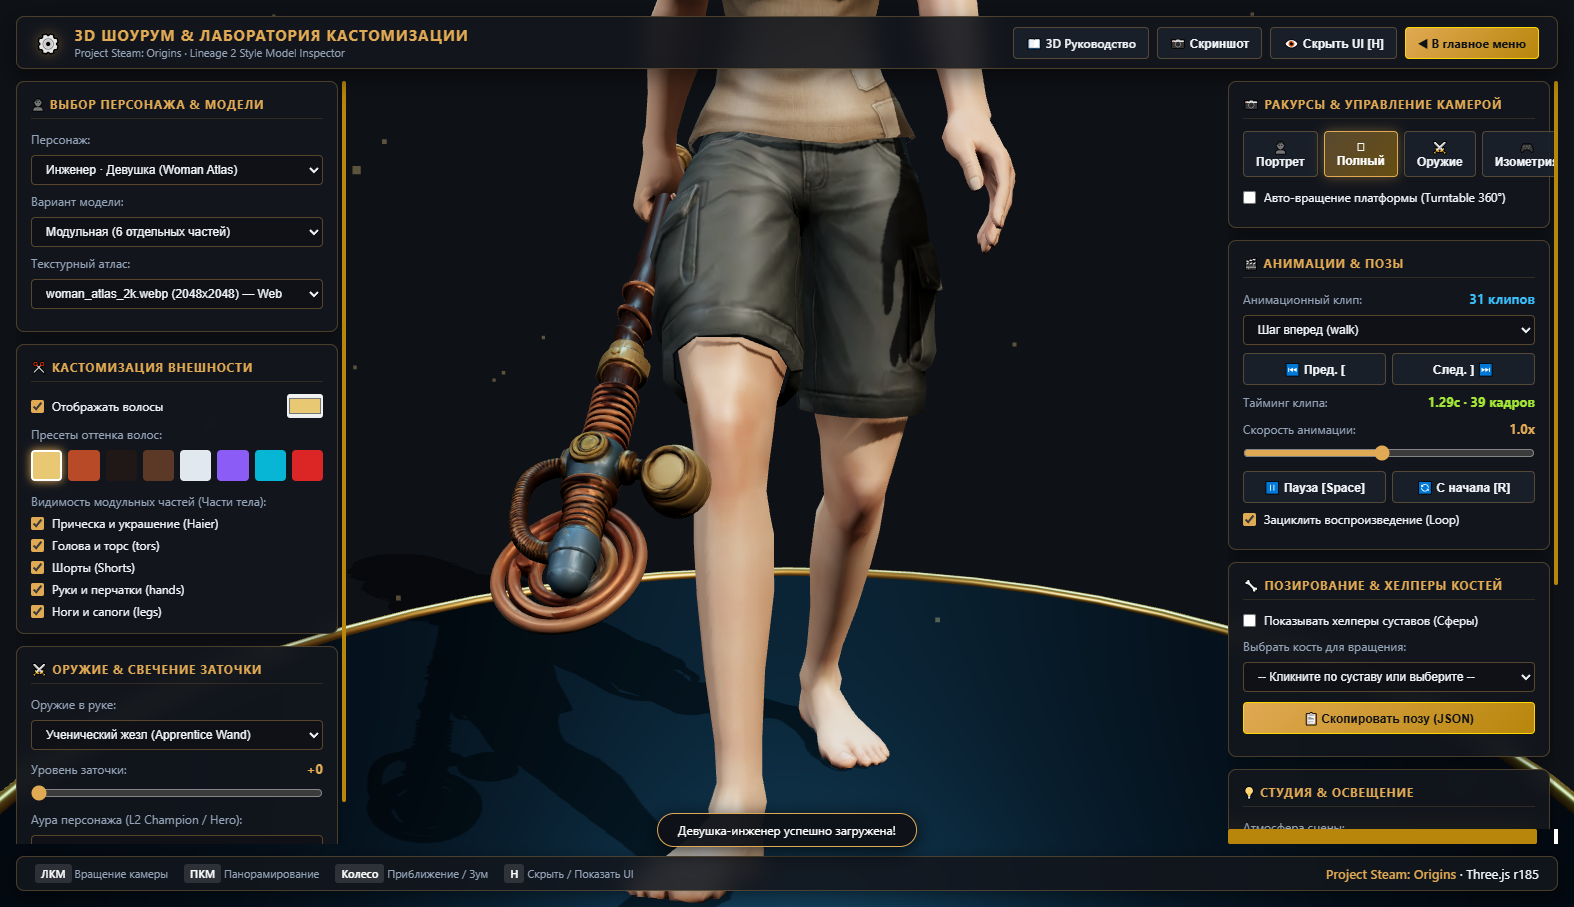 3D ШОУРУМ & ЛАБОРАТОРИЯ КАСТОМИЗАЦИИ
Project Steam: Origins · Lineage 2 Style Model Inspector
3D Руководство
Скриншот
Скрыть UI [H]
◀ В главное меню
ВЫБОР ПЕРСОНАЖА & МОДЕЛИ
Персонаж:
Инженер - Девушка (Woman Atlas)
Вариант модели:
Модульная (6 отдельных частей)
Текстурный атлас:
woman_atlas_2k.webp (2048x2048) — Web
КАСТОМИЗАЦИЯ ВНЕШНОСТИ
Отображать волосы
Пресеты оттенка волос:
Видимость модульных частей (Части тела):
Прическа и украшение (Haier)
Голова и торс (tors)
Шорты (Shorts)
Руки и перчатки (hands)
Ноги и сапоги (legs)
ОРУЖИЕ & СВЕЧЕНИЕ ЗАТОЧКИ
Оружие в руке:
Ученический жезл (Apprentice Wand)
Уровень заточки: +0
Аура персонажа (L2 Champion / Hero):
РАКУРСЫ & УПРАВЛЕНИЕ КАМЕРОЙ
Портрет
Полный
Оружие
Изометрия
Авто-вращение платформы (Turntable 360°)
АНИМАЦИИ & ПОЗЫ
Анимационный клип: 31 клипов
Шаг вперед (walk)
Пред. [
След. ]
Тайминг клипа: 1.29с · 39 кадров
Скорость анимации: 1.0x
Пауза [Space]
С начала [R]
Зациклить воспроизведение (Loop)
ПОЗИРОВАНИЕ & ХЕЛПЕРЫ КОСТЕЙ
Показывать хелперы суставов (Сферы)
Выбрать кость для вращения:
-- Кликните по суставу или выберите --
Скопировать позу (JSON)
СТУДИЯ & ОСВЕЩЕНИЕ
Атмосфера сцены:
Девушка-инженер успешно загружена!
ЛКМ Вращение камеры ПКМ Панорамирование Колесо Приближение / Зум H Скрыть / Показать UI
Project Steam: Origins · Three.js r185